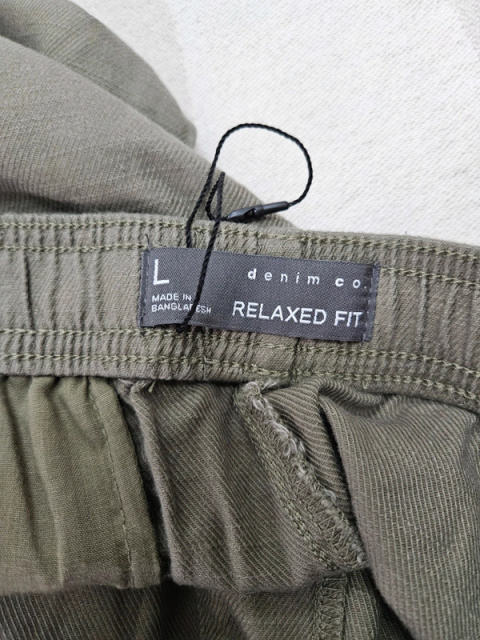 L
denim co.
MADE IN
BANGLADESH
RELAXED FIT